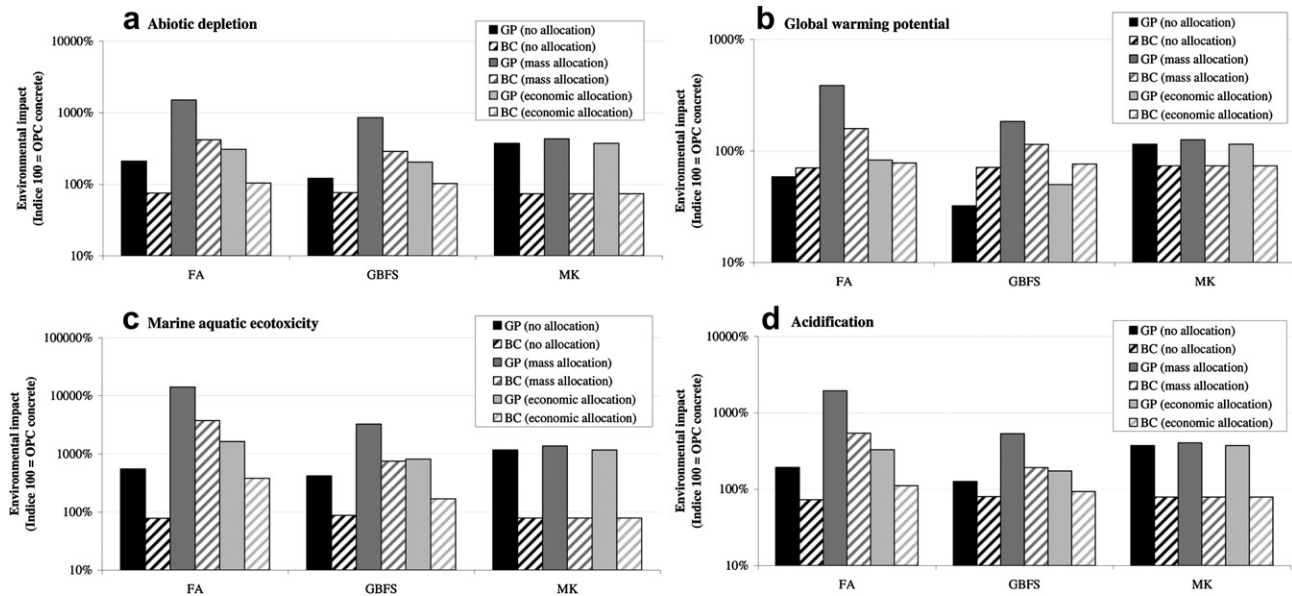 a Abiotic depletion
Environmental impact
(Indice 100 = OPC concrete)
10000%
1000%
100%
10%
FA
GBFS
MK
GP (no allocation)
BC (no allocation)
GP (mass allocation)
BC (mass allocation)
GP (economic allocation)
BC (economic allocation)
b Global warming potential
Environmental impact
(Indice 100 = OPC concrete)
1000%
100%
10%
FA
GBFS
MK
GP (no allocation)
BC (no allocation)
GP (mass allocation)
BC (mass allocation)
GP (economic allocation)
BC (economic allocation)
c Marine aquatic ecotoxicity
Environmental impact
(Indice 100 = OPC concrete)
100000%
10000%
1000%
100%
10%
FA
GBFS
MK
GP (no allocation)
BC (no allocation)
GP (mass allocation)
BC (mass allocation)
GP (economic allocation)
BC (economic allocation)
d Acidification
Environmental impact
(Indice 100 = OPC concrete)
10000%
1000%
100%
10%
FA
GBFS
MK
GP (no allocation)
BC (no allocation)
GP (mass allocation)
BC (mass allocation)
GP (economic allocation)
BC (economic allocation)